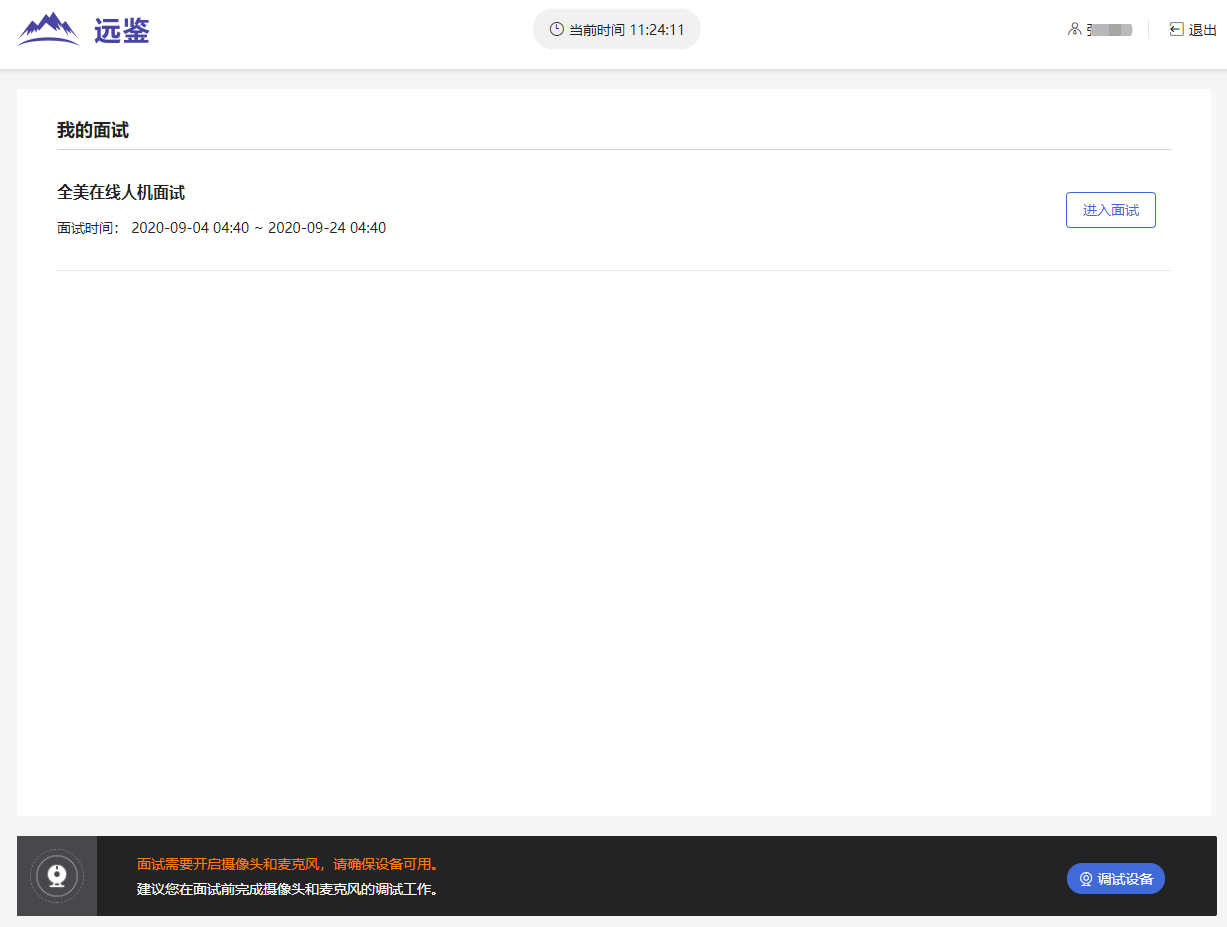 远鉴
当前时间 11:24:11
退出
我的面试
全美在线人机面试
面试时间： 2020-09-04 04:40 ~ 2020-09-24 04:40
进入面试
面试需要开启摄像头和麦克风，请确保设备可用。
建议您在面试前完成摄像头和麦克风的调试工作。
调试设备